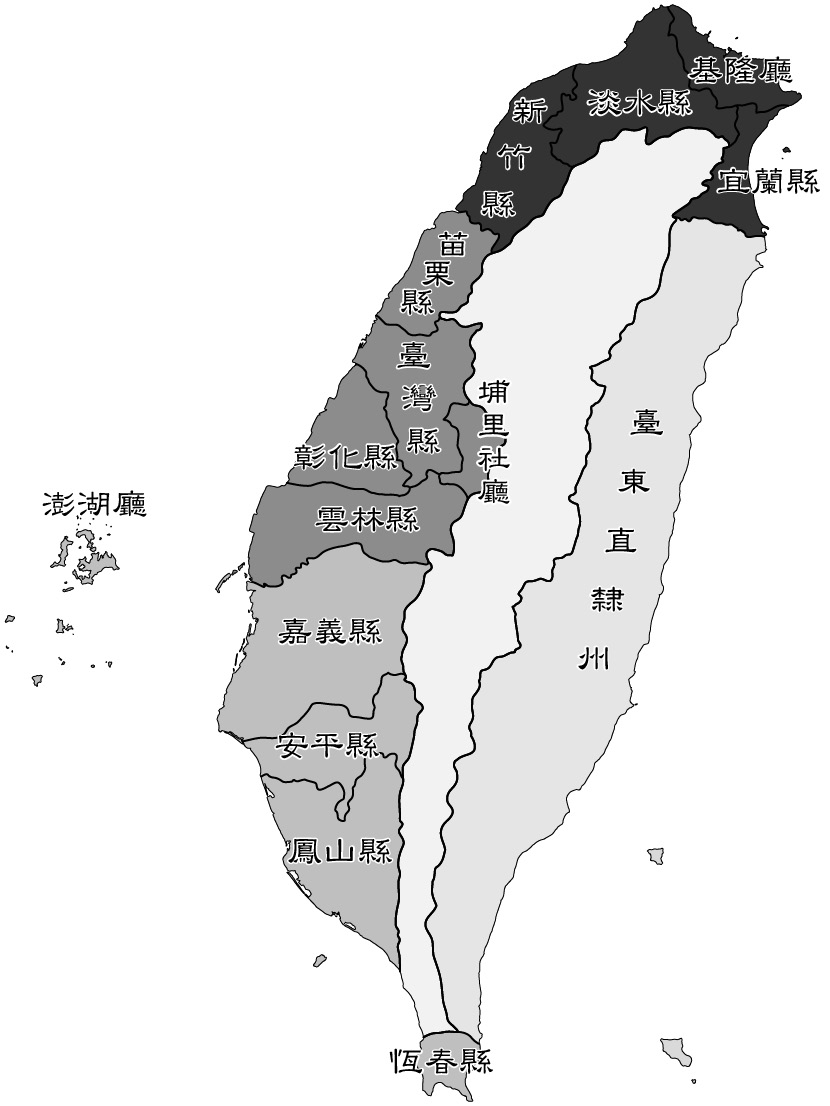 基隆廳
淡水縣
新竹縣
宜蘭縣
苗栗縣
臺灣縣
埔里社廳
彰化縣
臺東直隸州
澎湖廳
雲林縣
嘉義縣
安平縣
鳳山縣
恆春縣